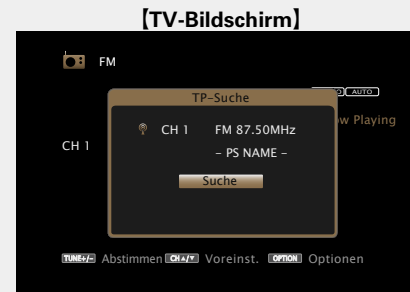 【TV-Bildschirm】
FM
TP-Suche
AUTO
CH 1 FM 87.50MHz
Now Playing
CH 1
– PS NAME –
Suche
TUNE+/– Abstimmen CH▲/▼ Voreinst. OPTION Optionen